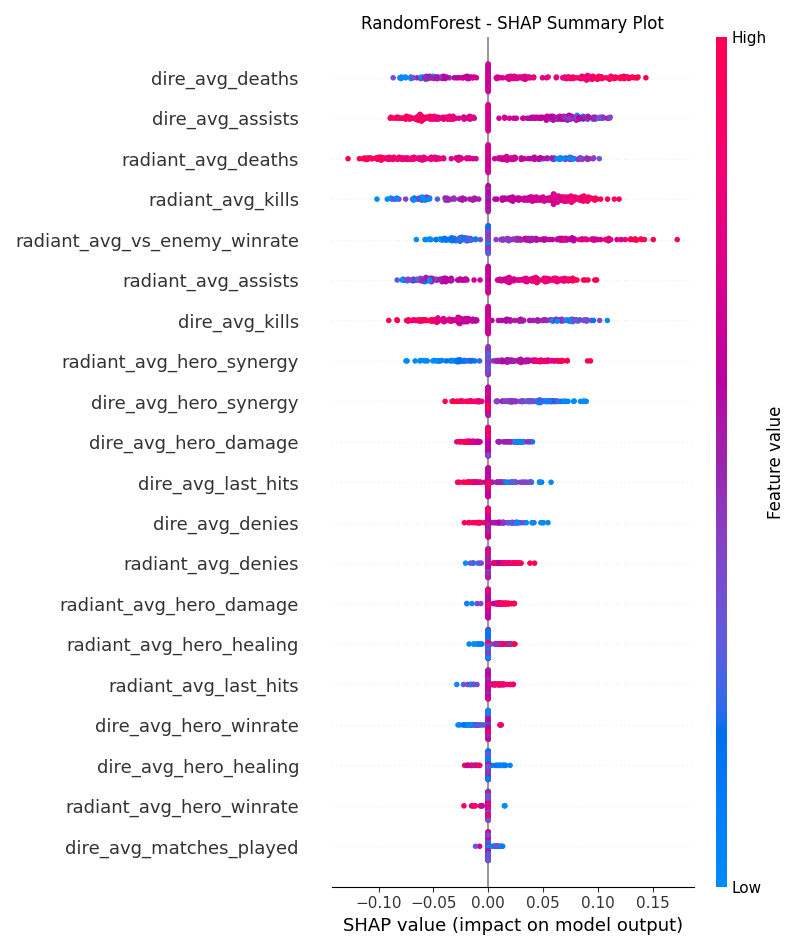 RandomForest - SHAP Summary Plot
High
dire_avg_deaths
dire_avg_assists
radiant_avg_deaths
radiant_avg_kills
radiant_avg_vs_enemy_winrate
radiant_avg_assists
dire_avg_kills
radiant_avg_hero_synergy
dire_avg_hero_synergy
dire_avg_hero_damage
dire_avg_last_hits
dire_avg_denies
radiant_avg_denies
radiant_avg_hero_damage
radiant_avg_hero_healing
radiant_avg_last_hits
dire_avg_hero_winrate
dire_avg_hero_healing
radiant_avg_hero_winrate
dire_avg_matches_played
Feature value
Low
−0.10 −0.05 0.00 0.05 0.10 0.15
SHAP value (impact on model output)